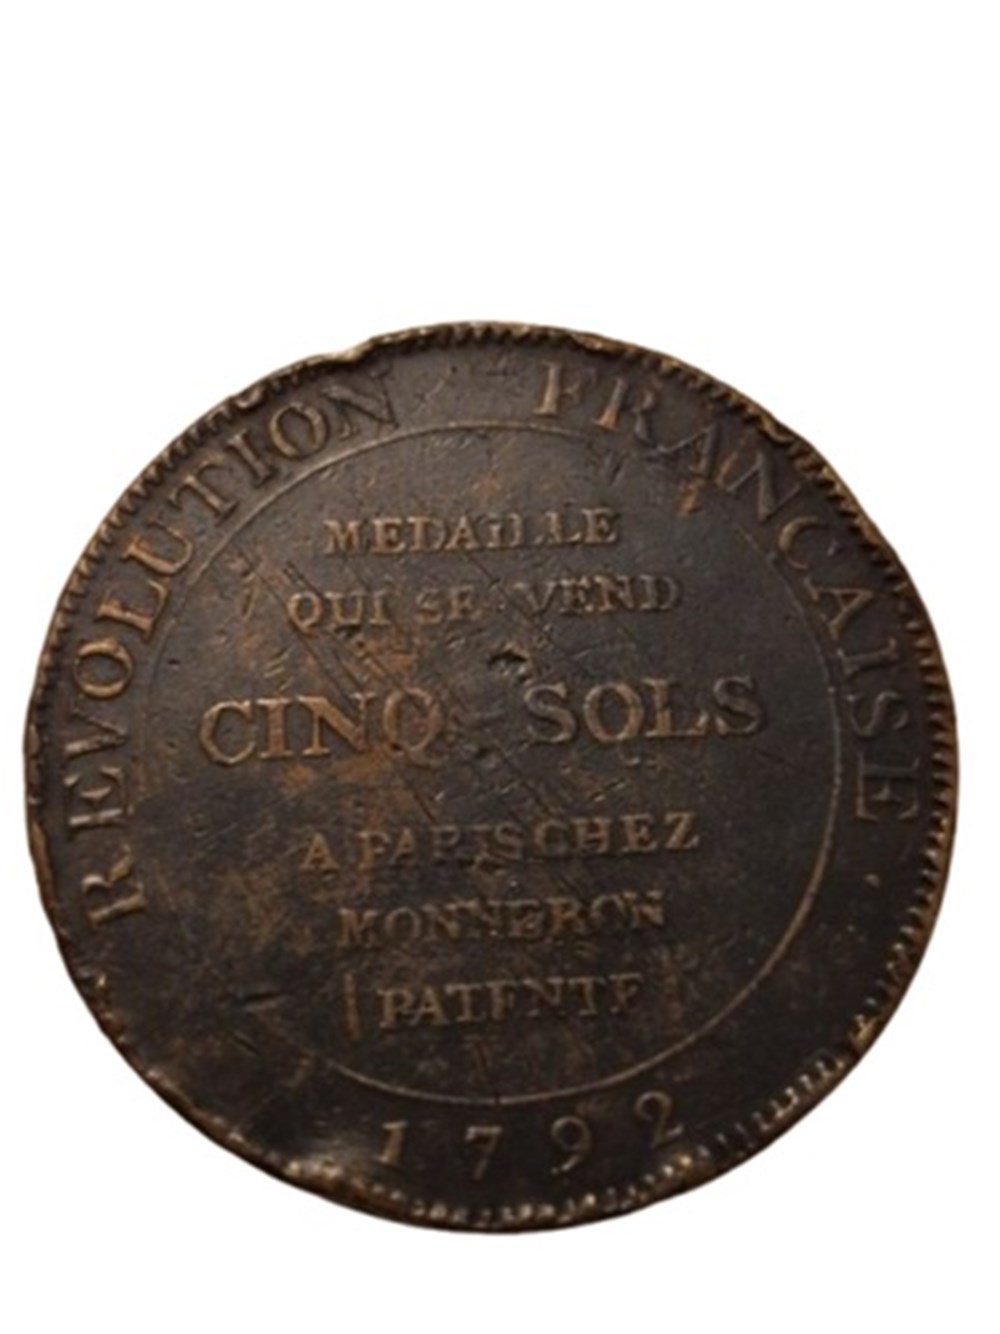 REVOLUTION FRANCAISE
MEDAILLE
QUI SE VEND
CINQ SOLS
A PARIS CHEZ
MONNERON
PATENTE
1792